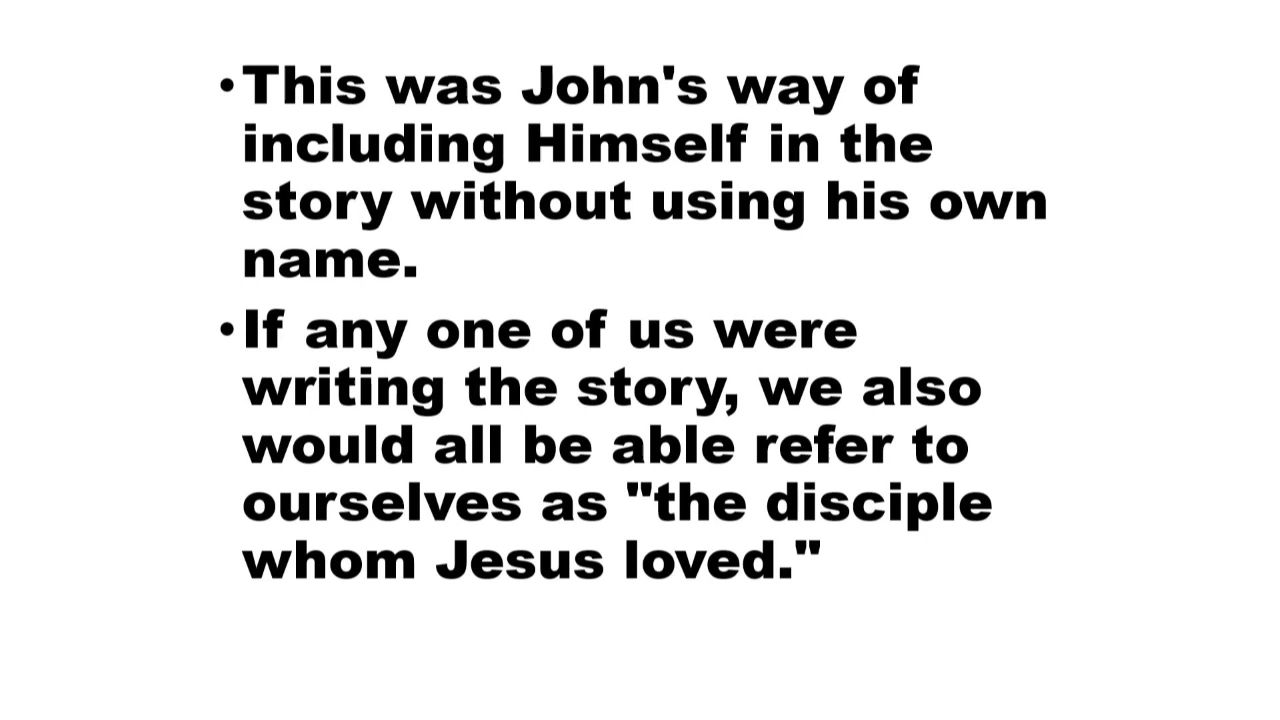 •This was John's way of
including Himself in the
story without using his own
name.
•If any one of us were
writing the story, we also
would all be able refer to
ourselves as "the disciple
whom Jesus loved."